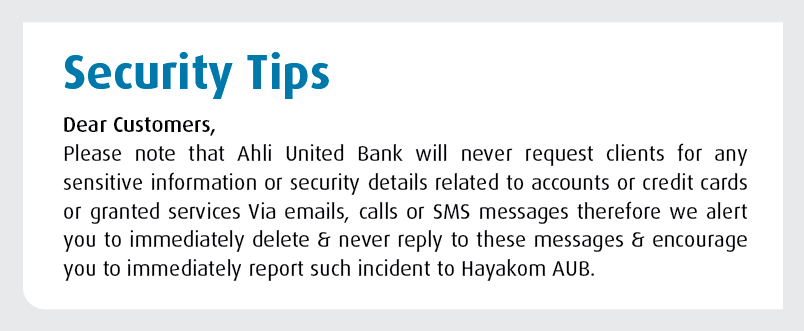 Security Tips
Dear Customers,
Please note that Ahli United Bank will never request clients for any
sensitive information or security details related to accounts or credit cards
or granted services Via emails, calls or SMS messages therefore we alert
you to immediately delete & never reply to these messages & encourage
you to immediately report such incident to Hayakom AUB.